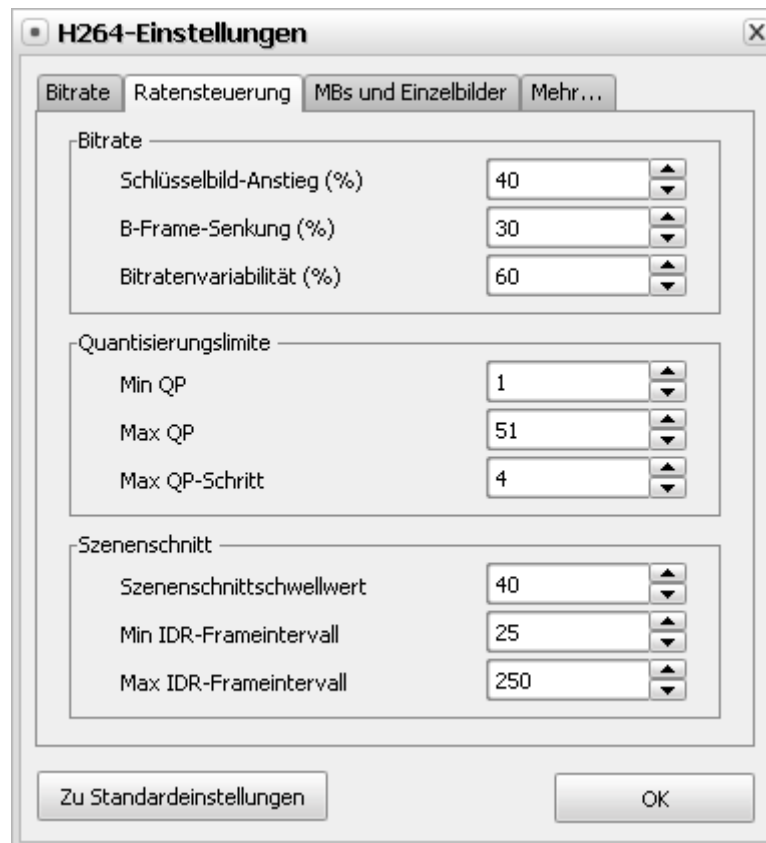 H264-Einstellungen
Bitrate Ratensteuerung MBs und Einzelbilder Mehr...
Bitrate
Schlüsselbild-Anstieg (%) 40
B-Frame-Senkung (%) 30
Bitratenvariabilität (%) 60
Quantisierungslimite
Min QP 1
Max QP 51
Max QP-Schritt 4
Szenenschnitt
Szenenschnittschwellwert 40
Min IDR-Frameintervall 25
Max IDR-Frameintervall 250
Zu Standardeinstellungen OK